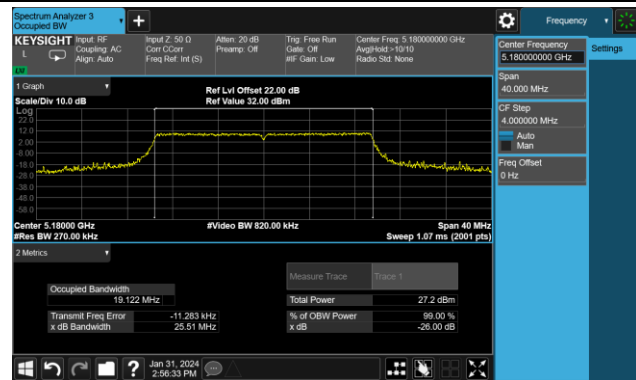 Spectrum Analyzer 3
Occupied BW
Frequency
KEYSIGHT
L
Input: RF
Coupling: AC
Align: Auto
Input Z: 50 Ω
Corr CCorr
Freq Ref: Int (S)
Atten: 20 dB
Preamp: Off
Trig: Free Run
Gate: Off
#IF Gain: Low
Center Freq: 5.180000000 GHz
Avg|Hold:>10/10
Radio Std: None
LW
Center Frequency
5.180000000 GHz
Settings
Span
40.000 MHz
CF Step
4.000000 MHz
Auto
Man
Freq Offset
0 Hz
1 Graph
Scale/Div 10.0 dB
Ref Lvl Offset 22.00 dB
Ref Value 32.00 dBm
Log
22.0
12.0
2.00
-8.00
-18.0
-28.0
-38.0
-48.0
-58.0
Center 5.18000 GHz
#Res BW 270.00 kHz
#Video BW 820.00 kHz
Span 40 MHz
Sweep 1.07 ms (2001 pts)
2 Metrics
Measure Trace
Trace 1
Occupied Bandwidth
19.122 MHz
Total Power 27.2 dBm
Transmit Freq Error -11.283 kHz
% of OBW Power 99.00 %
x dB Bandwidth 25.51 MHz
x dB -26.00 dB
Jan 31, 2024
2:56:33 PM